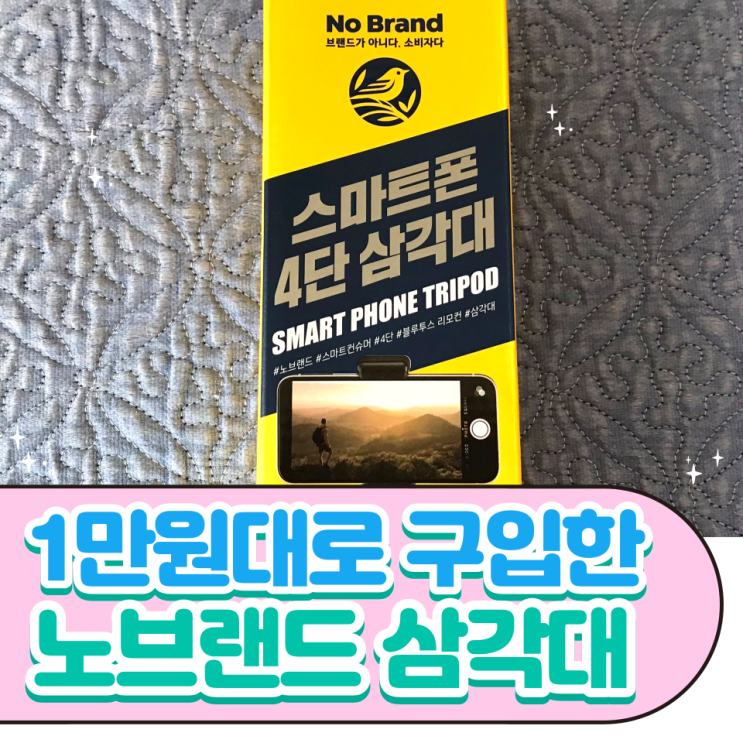 No Brand
브랜드가 아니다. 소비자다
스마트폰
4단 삼각대
SMART PHONE TRIPOD
#노브랜드 #스마트컨슈머 #4단 #블루투스 리모컨 #삼각대
1만원대로 구입한
노브랜드 삼각대